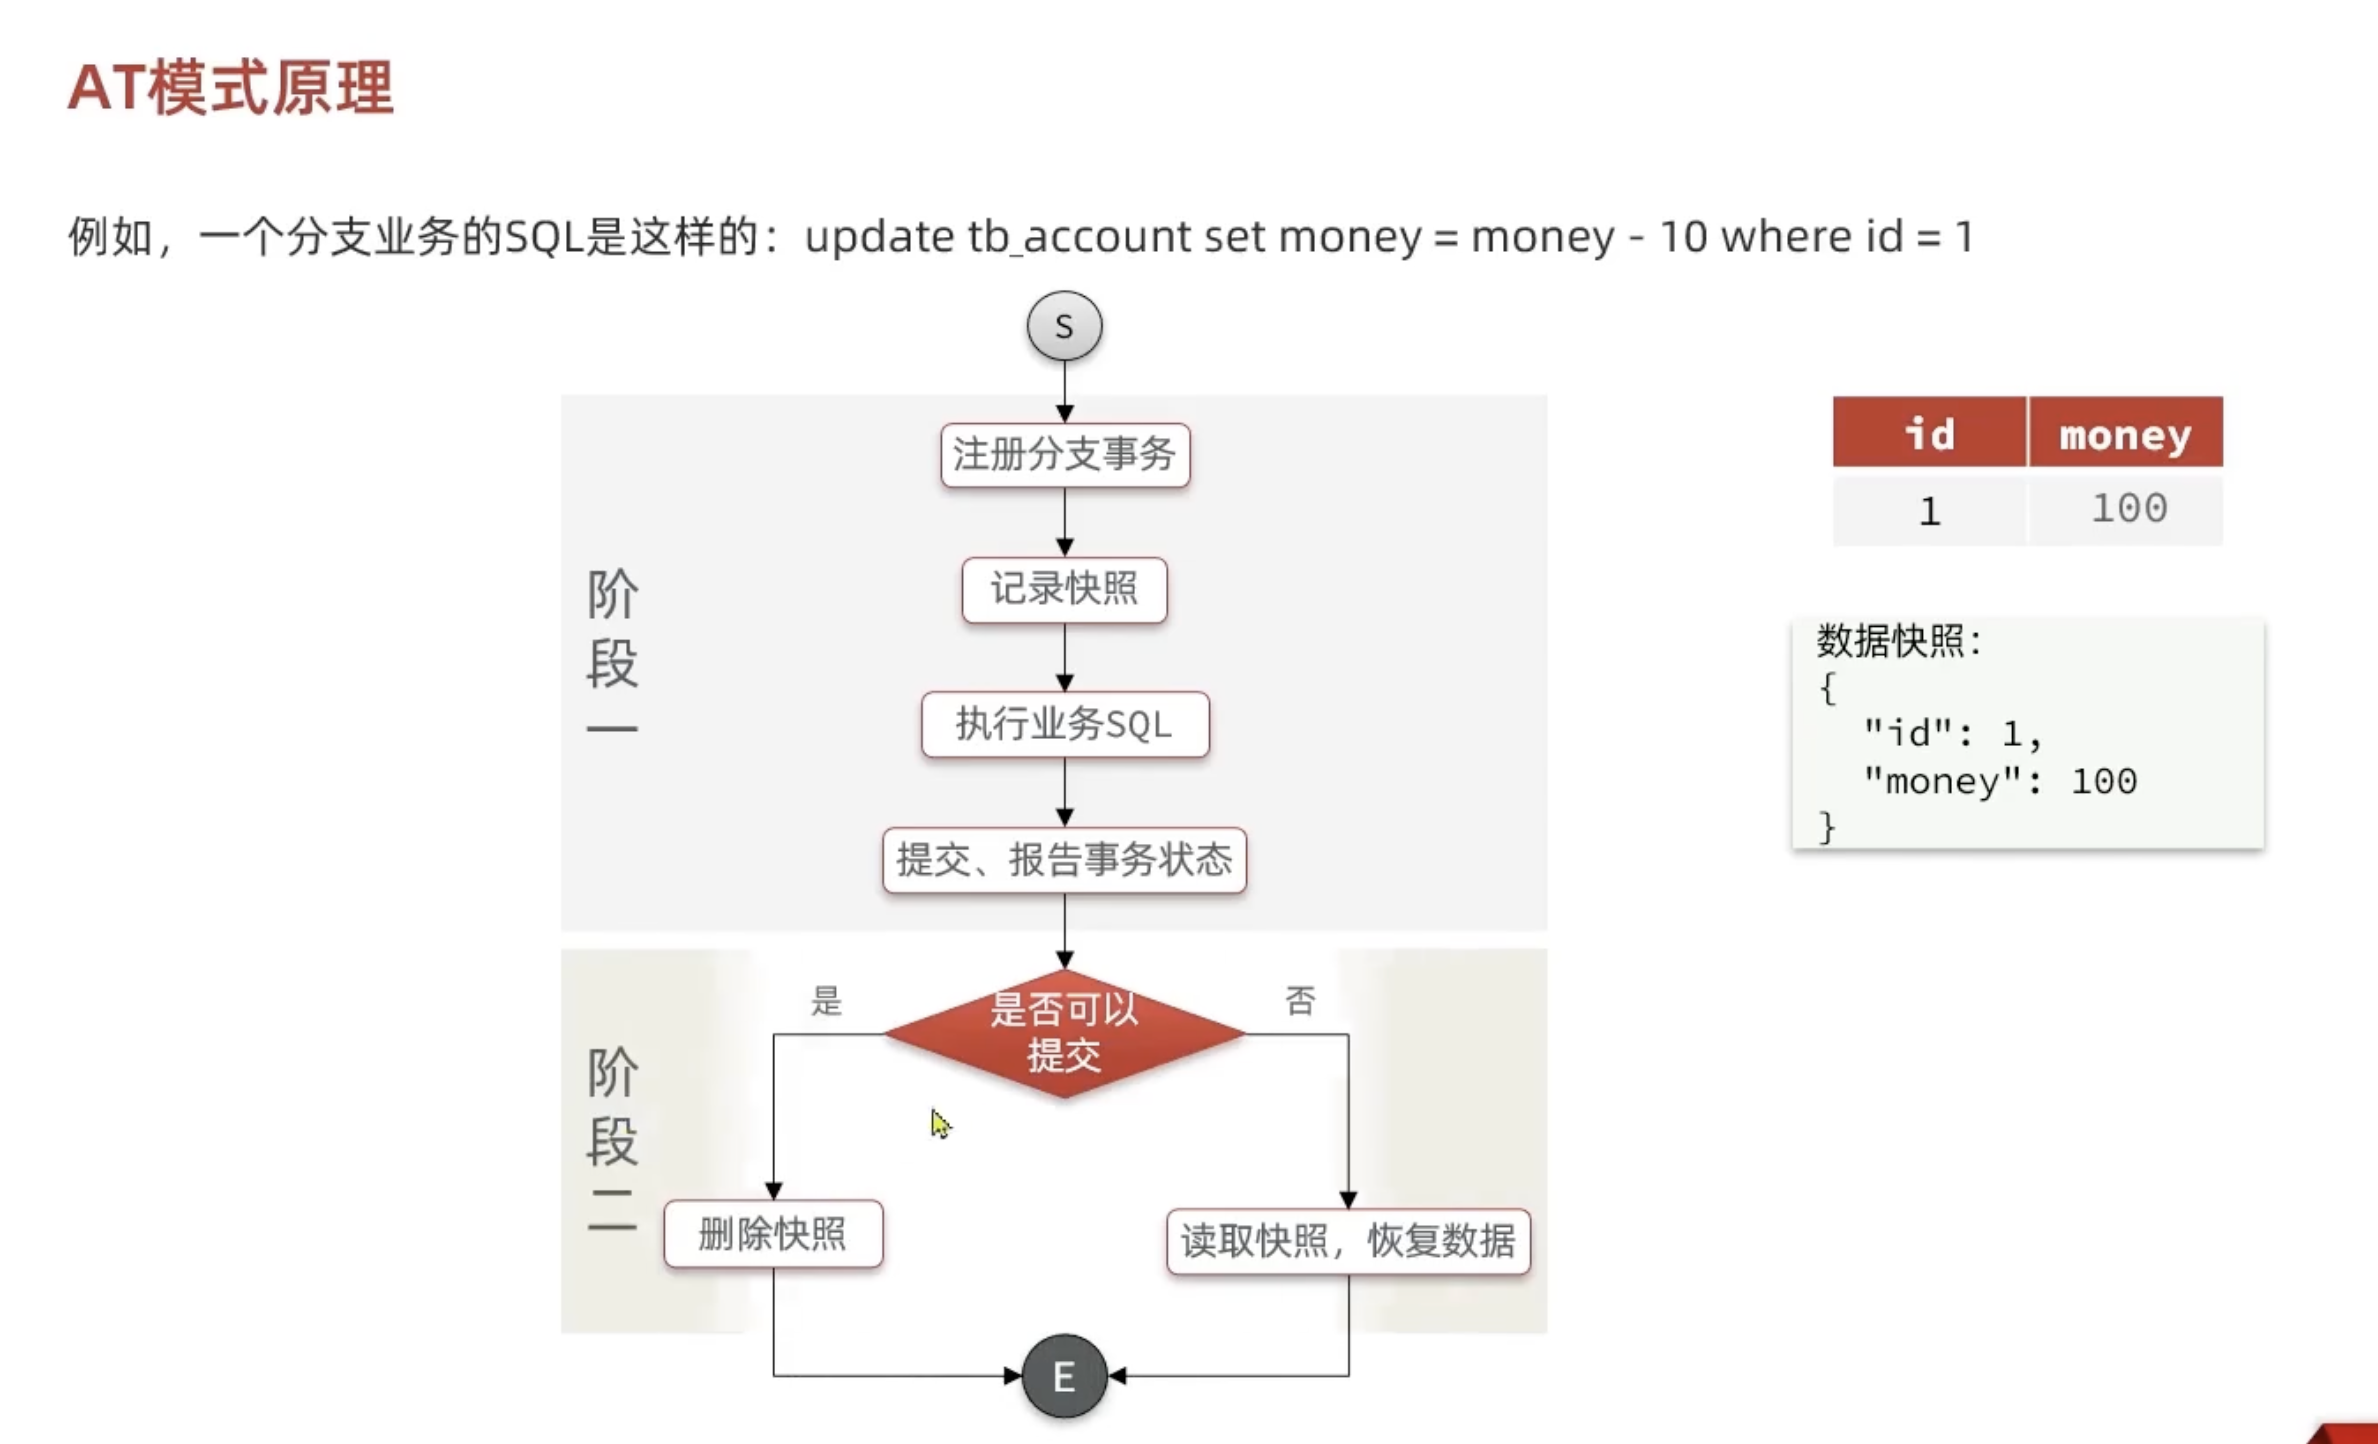 AT模式原理
例如，一个分支业务的SQL是这样的：update tb_account set money = money - 10 where id = 1
S
阶段一
注册分支事务
记录快照
执行业务SQL
提交、报告事务状态
阶段二
是否可以
提交
是
否
删除快照
读取快照，恢复数据
E
id money
1 100
数据快照：
{
"id": 1,
"money": 100
}